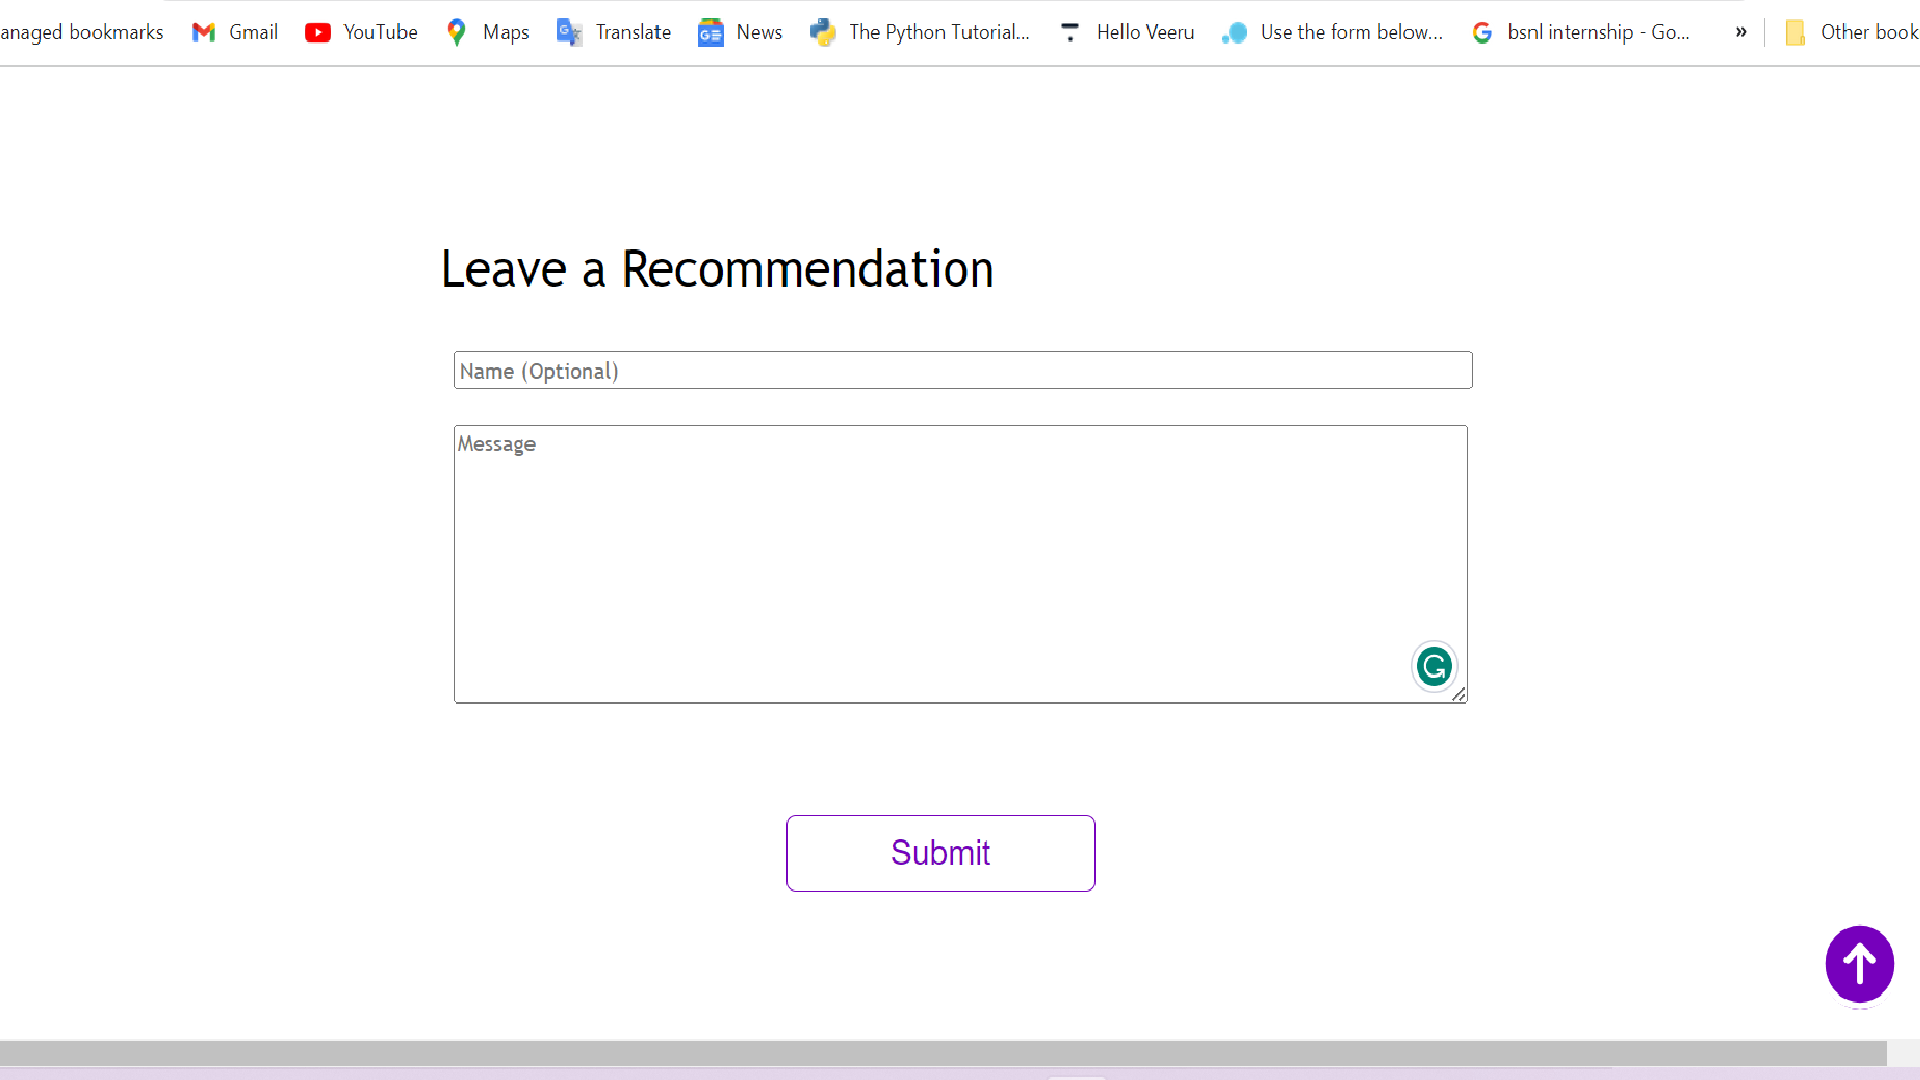 anaged bookmarks Gmail YouTube Maps Translate News The Python Tutorial... Hello Veeru Use the form below... bsnl internship - Go... » Other book
Leave a Recommendation
Name (Optional)
Message
Submit